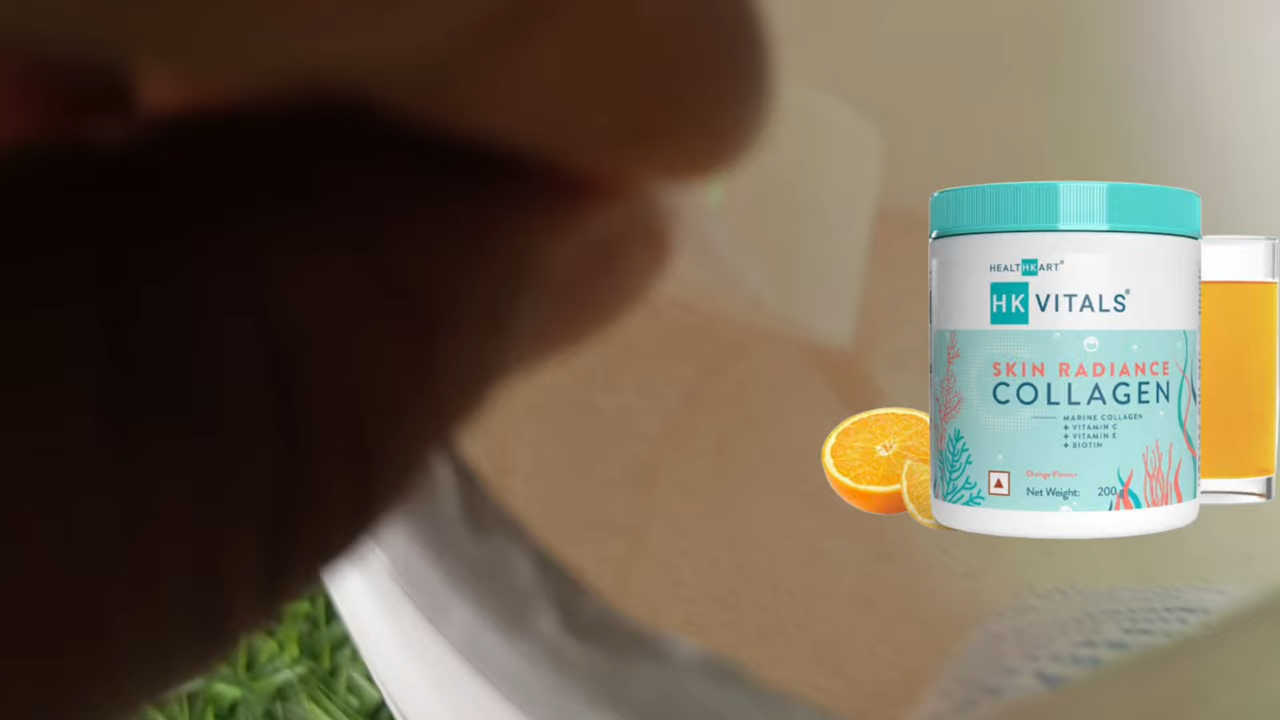 HEALTHKART®
HK VITALS®
SKIN RADIANCE
COLLAGEN
MARINE COLLAGEN
+ VITAMIN C
+ VITAMIN E
+ BIOTIN
Orange Flavour
Net Weight: 200